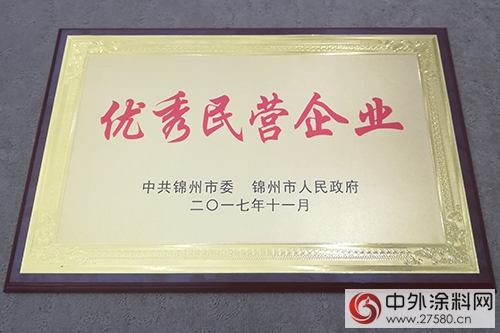 优秀民营企业
中共锦州市委 锦州市人民政府
二〇一七年十一月
中外涂料网
www.27580.cn